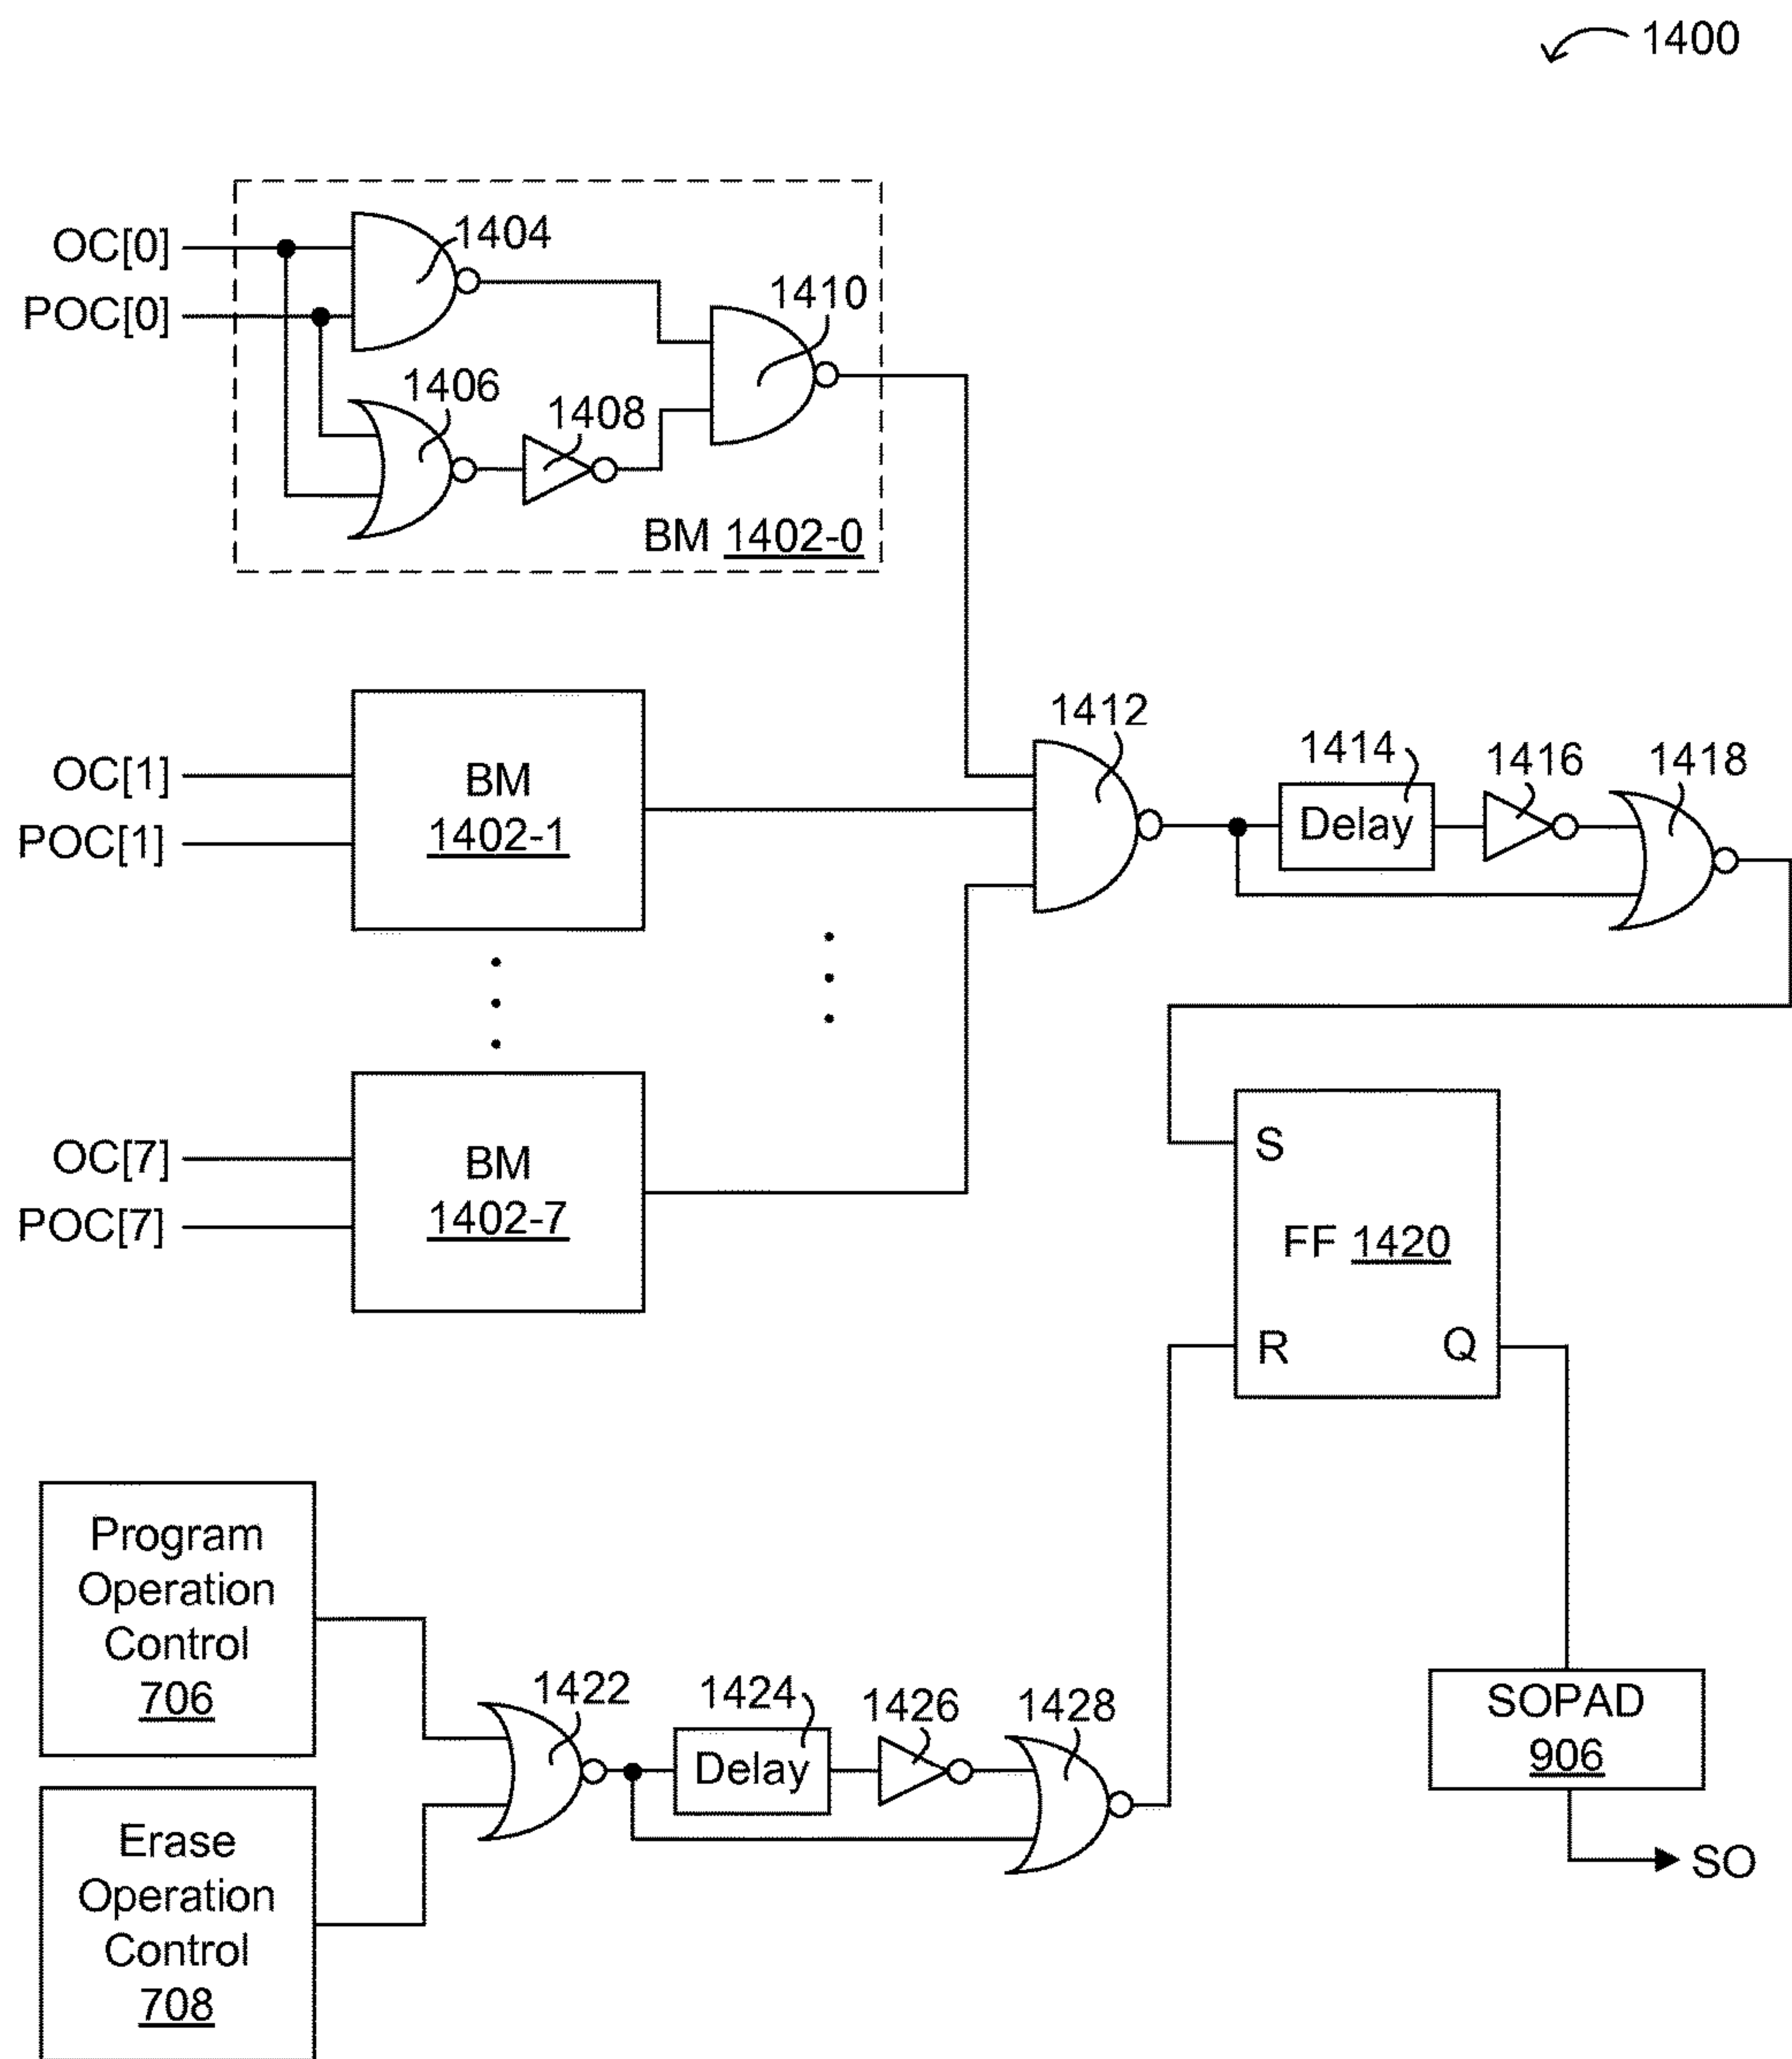 1400
OC[0]
POC[0]
1404
1406
1408
1410
BM 1402-0
OC[1]
POC[1]
BM
1402-1
1412
1414
Delay
1416
1418
OC[7]
POC[7]
BM
1402-7
S
FF 1420
R
Q
Program
Operation
Control
706
Erase
Operation
Control
708
1422
1424
Delay
1426
1428
SOPAD
906
SO